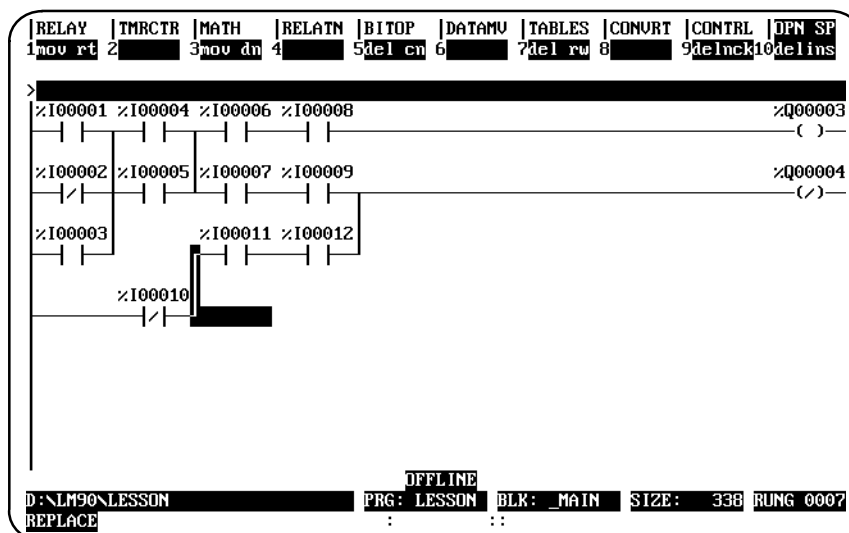 |RELAY |TMRCTR |MATH |RELATN |BITOP |DATAMV |TABLES |CONVRT |CONTRL |OPN SP
1mov rt 2 3mov dn 4 5del cn 6 7del rw 8 9delnck10delins
>
%I00001 %I00004 %I00006 %I00008 %Q00003
%I00002 %I00005 %I00007 %I00009 %Q00004
%I00003 %I00011 %I00012
%I00010
OFFLINE
D:\LM90\LESSON PRG: LESSON BLK: _MAIN SIZE: 338 RUNG 0007
REPLACE : ::